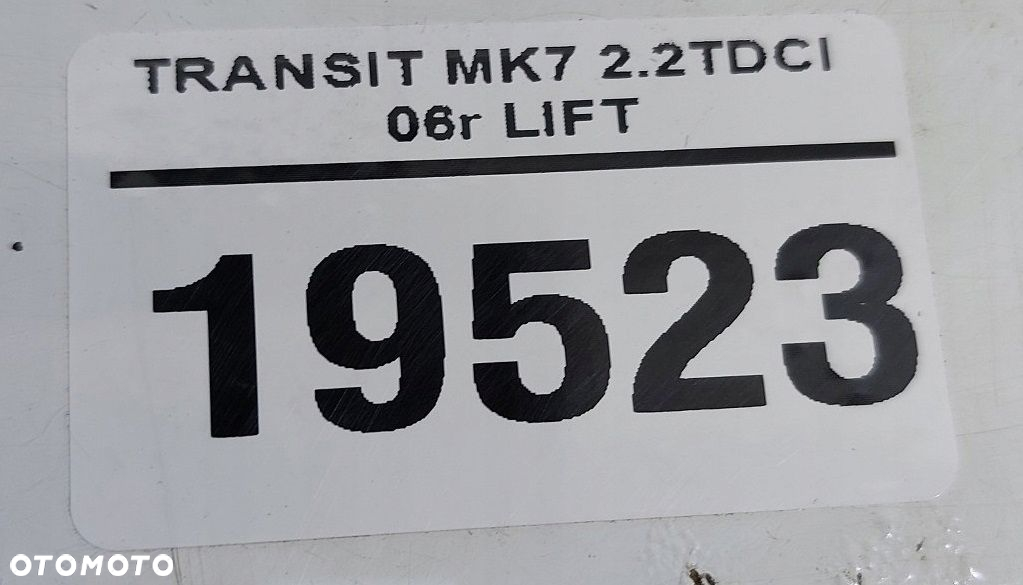 TRANSIT MK7 2.2TDCI
06r LIFT
19523
OTOMOTO